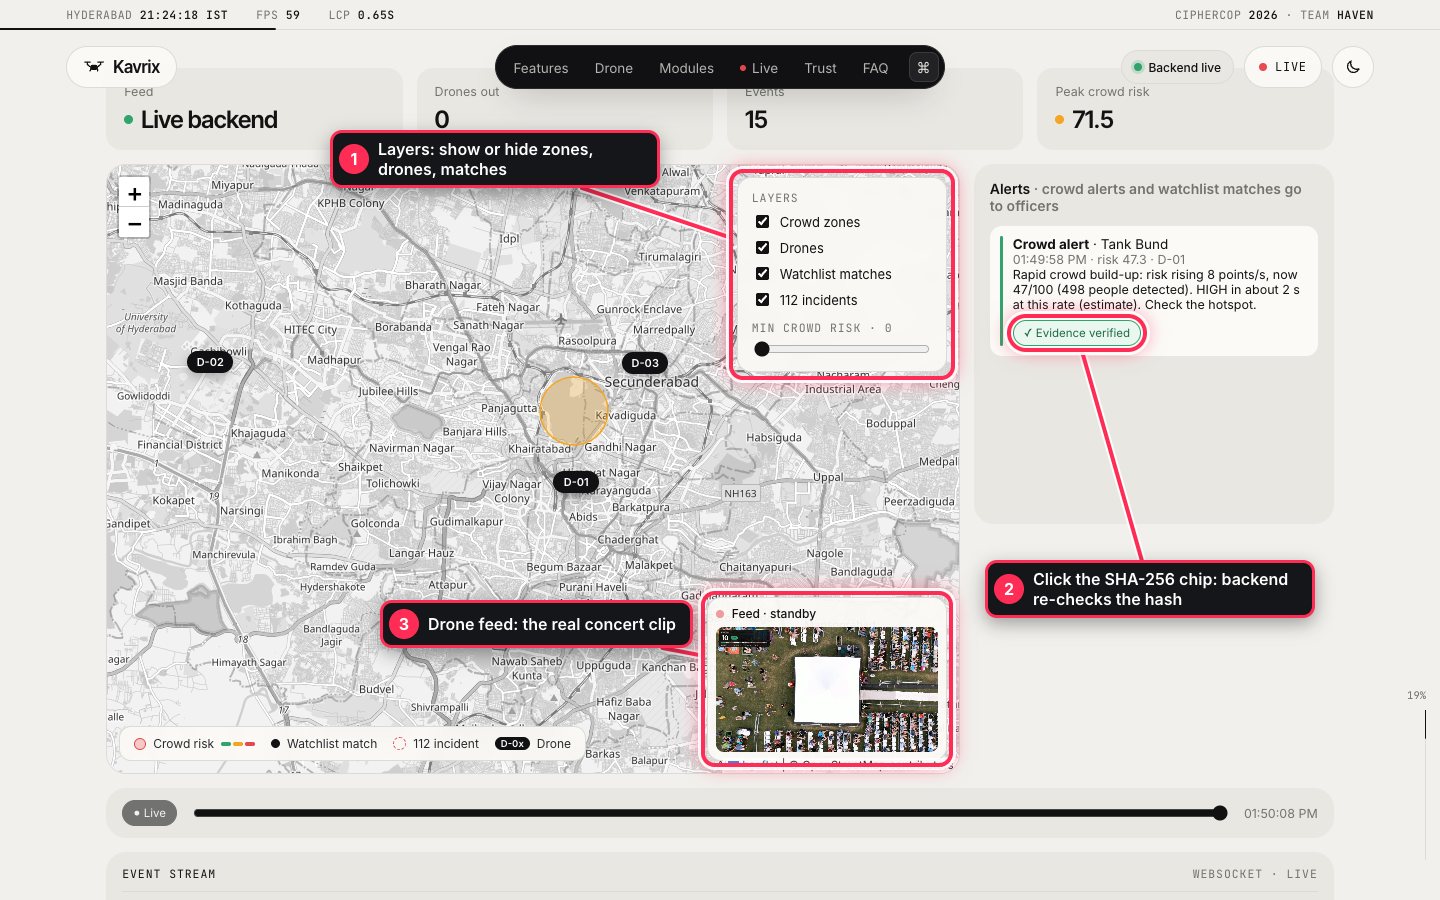 HYDERABAD 21:24:18 IST FPS 59 LCP 0.65S
CIPHERCOP 2026 · TEAM HAVEN
Kavrix
Features Drone Modules Live Trust FAQ ⌘
Backend live
LIVE
Feed
Live backend
Drones out
0
Events
15
Peak crowd risk
71.5
1 Layers: show or hide zones,
drones, matches
+
−
LAYERS
Crowd zones
Drones
Watchlist matches
112 incidents
MIN CROWD RISK · 0
Alerts · crowd alerts and watchlist matches go
to officers
Crowd alert · Tank Bund
01:49:58 PM · risk 47.3 · D-01
Rapid crowd build-up: risk rising 8 points/s, now
47/100 (498 people detected). HIGH in about 2 s
at this rate (estimate). Check the hotspot.
✓ Evidence verified
2 Click the SHA-256 chip: backend
re-checks the hash
3 Drone feed: the real concert clip
Feed · standby
Miyapur
Madinaguda
KPHB Colony
Alwal
Venkatapuram
Idpl
Tirumalagiri
Masjid Banda
Bharath Nagar
Kothaguda
Fateh Nagar
Gunrock Enclave
University
of Hyderabad
HITEC City
Borabanda
Sanath Nagar
Marredpally
Rasoolpura
Vengal Rao
Nagar
Madhapur
D-02
D-03
Secunderabad
Nacharam
Industrial Area
Gowlidoddi
Jubilee Hills
Panjagutta
Kavadiguda
Boduppal
Khajaguda
Banjara Hills
Habsiguda
Financial District
Navirman Nagar
Khairatabad
Gandhi Nagar
Shaikpet
Manikonda
Tolichowki
Vijay Nagar
Colony
D-01
Uppal
NH163
Kokapet
19
Narsingi
Barkatpura
Peerzadiguda
Golconda
Gudimalkapur
Abids
Ibrahim Bagh
Chaderghat
Manchirevula
Langar Hauz
Nagole
Ramdev Guda
Begum Bazaar
Malakpet
Chaitanyapuri
Bandlaguda
Hydershakote
Attapur
Purani Haveli
Bandlaguda
Jagir
18
Himayath Sagar
Nawab Saheb
Kunta
Uppuguda
Budvel
Shivrampalli
Hafiz Baba
Nagar
17
Barkas
Balapur
Crowd risk
Watchlist match
112 incident
D-0x Drone
Live
01:50:08 PM
19%
EVENT STREAM
WEBSOCKET · LIVE